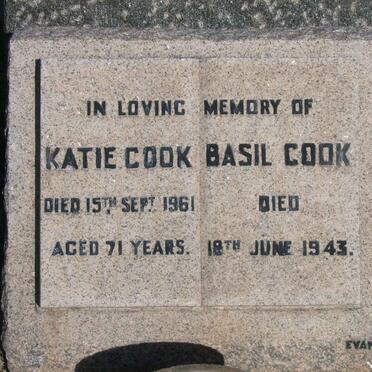 IN LOVING MEMORY OF
KATIE COOK
DIED 15TH SEPT. 1961
AGED 71 YEARS.
BASIL COOK
DIED
18TH JUNE 1943.
EVAN